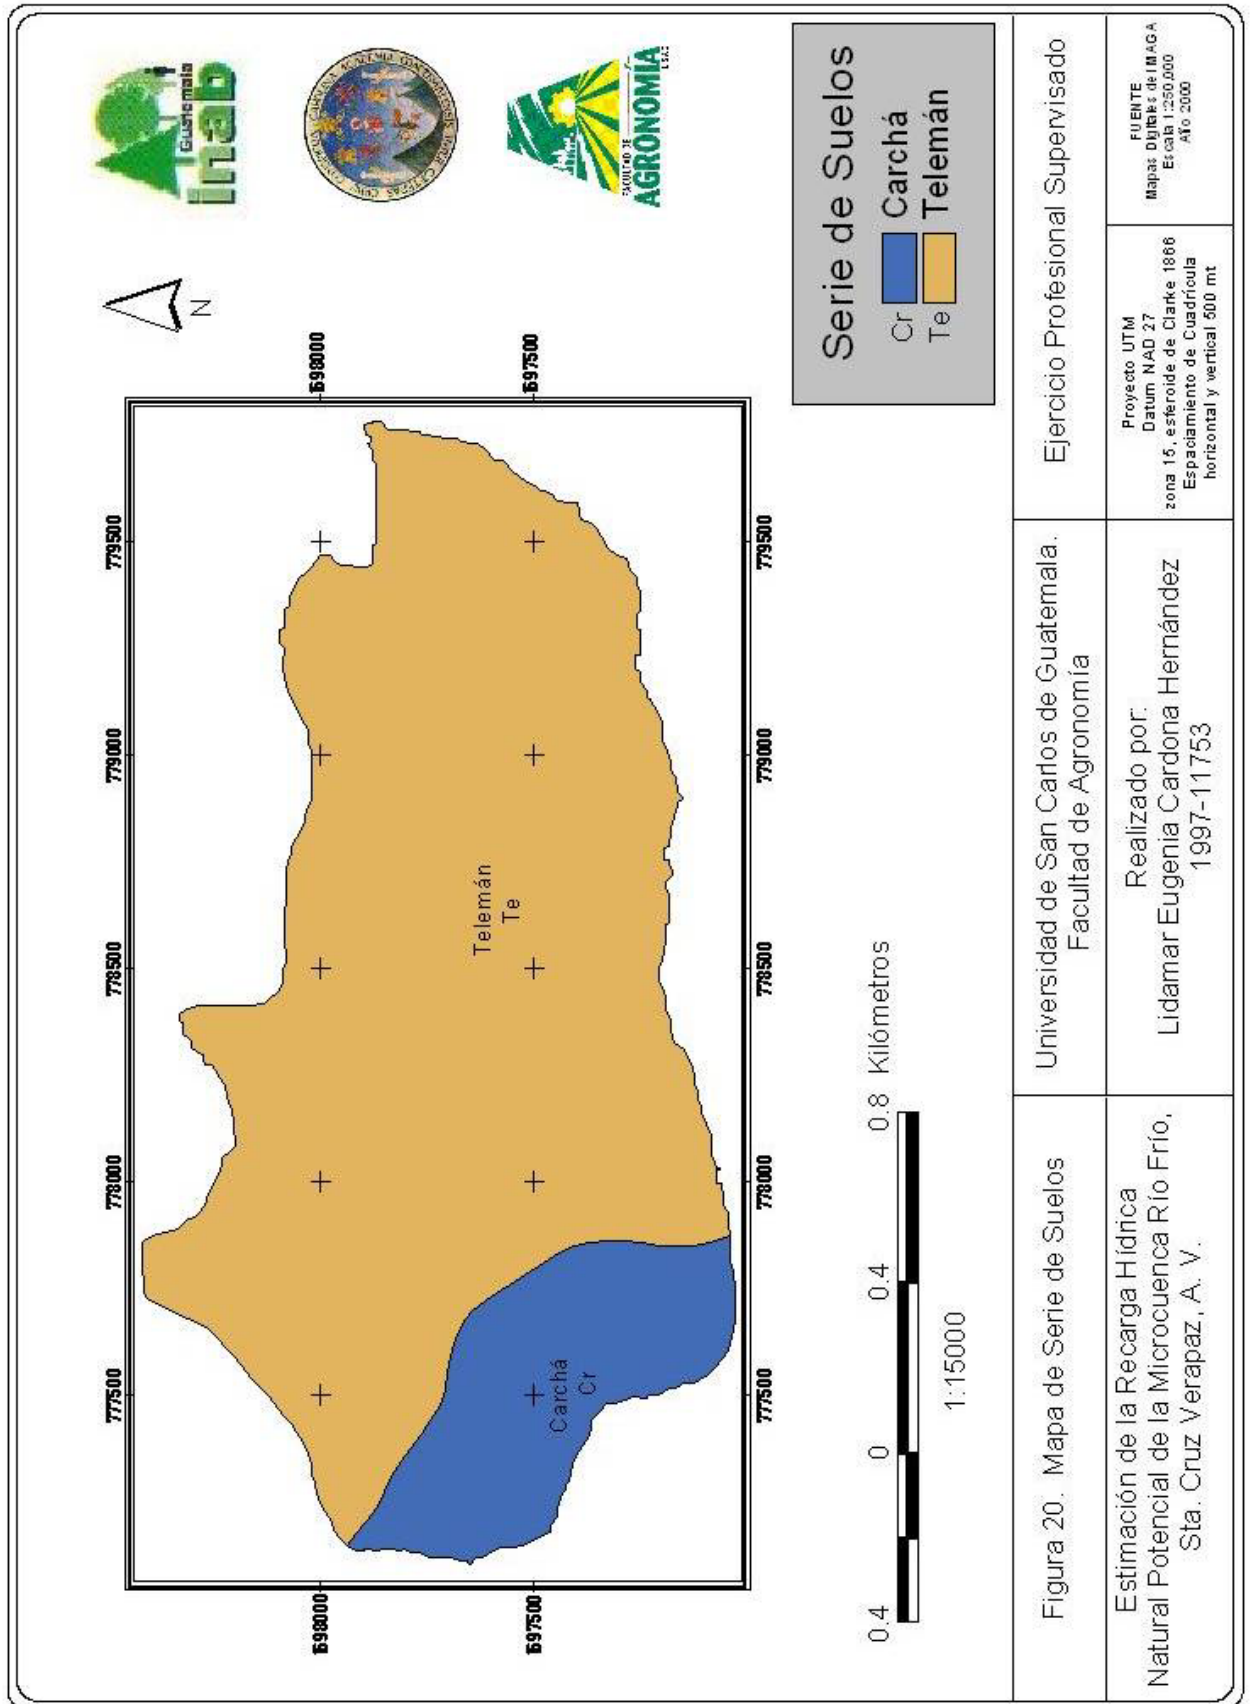 777500
778000
778500
779000
779500
1698000
1698000
Telemán
Te
1697500
1697500
Carchá
Cr
777500
778000
778500
779000
779500
N
Guatemala
inab
FACULTAD DE
AGRONOMIA
USAC
0.4
0
0.4
0.8
Kilómetros
1:15000
Serie de Suelos
Cr
Carchá
Te
Telemán
Figura 20. Mapa de Serie de Suelos
Universidad de San Carlos de Guatemala.
Facultad de Agronomía
Ejercicio Profesional Supervisado
Estimación de la Recarga Hídrica
Natural Potencial de la Microcuenca Río Frío,
Sta. Cruz Verapaz, A. V.
Realizado por:
Lidamar Eugenia Cardona Hernández
1997-11753
Proyecto UTM
Datum NAD 27
zona 15, esferoide de Clarke 1866
Espaciamiento de Cuadrícula
horizontal y vertical 500 mt
FUENTE
Mapas Digitales del MAGA
Escala 1:250,000
Año 2000